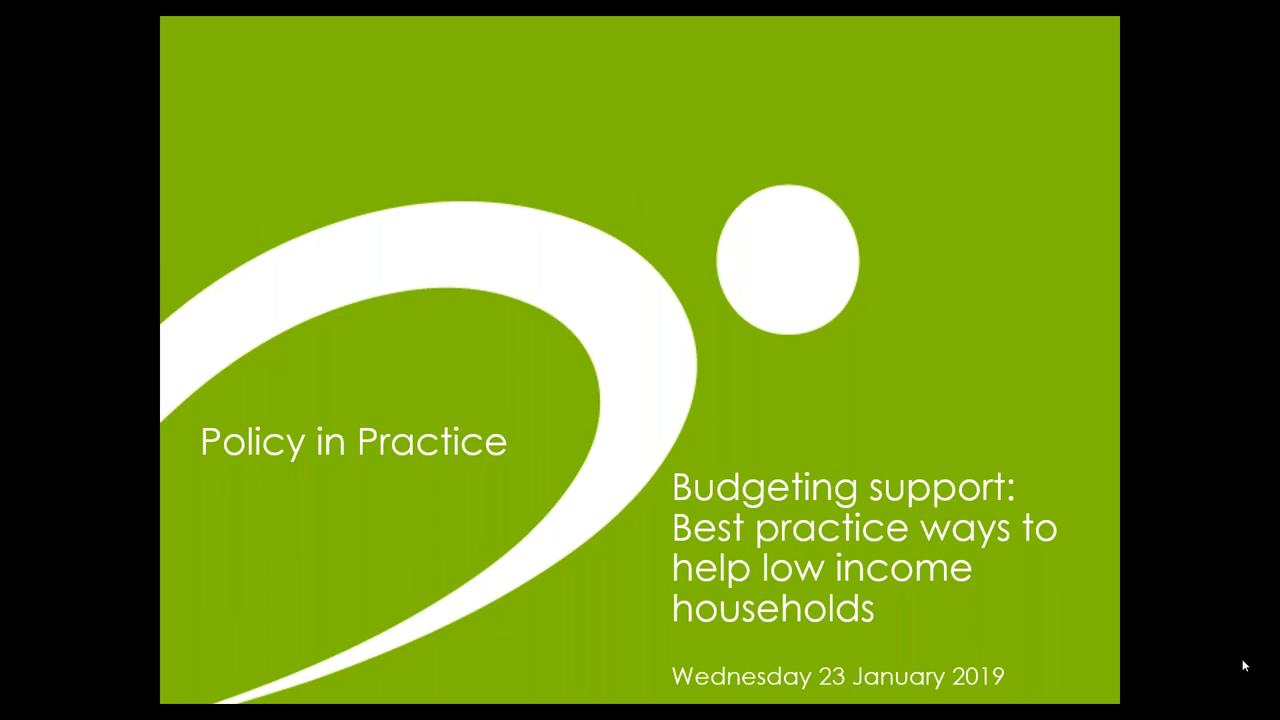 Policy in Practice
Budgeting support:
Best practice ways to
help low income
households
Wednesday 23 January 2019